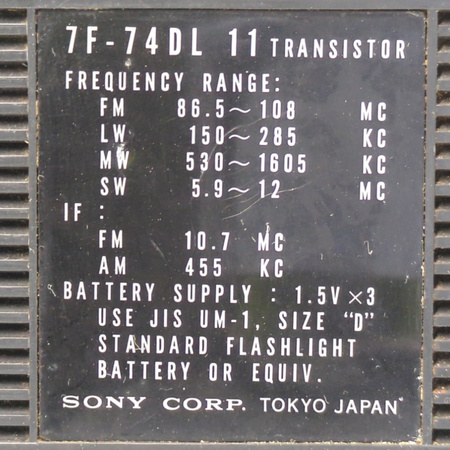 7F-74DL 11 TRANSISTOR
FREQUENCY RANGE:
FM 86.5~108 MC
LW 150~285 KC
MW 530~1605 KC
SW 5.9~12 MC
IF :
FM 10.7 MC
AM 455 KC
BATTERY SUPPLY : 1.5V×3
USE JIS UM-1, SIZE "D"
STANDARD FLASHLIGHT
BATTERY OR EQUIV.
SONY CORP. TOKYO JAPAN